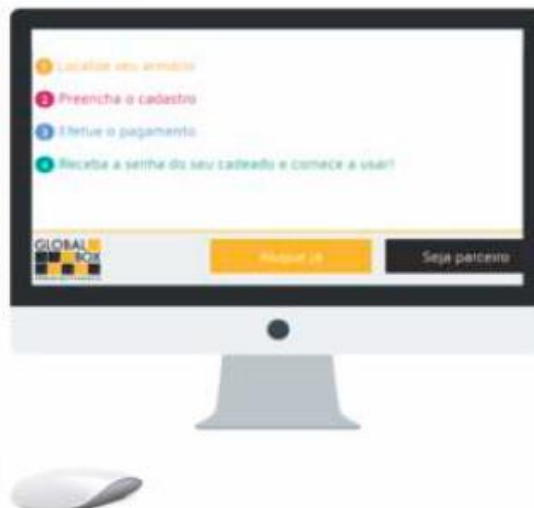 1 Localize seu armário
2 Preencha o cadastro
3 Efetue o pagamento
4 Receba a senha do seu cadeado e comece a usar!
GLOBAL
BOX
Alugue já
Seja parceiro